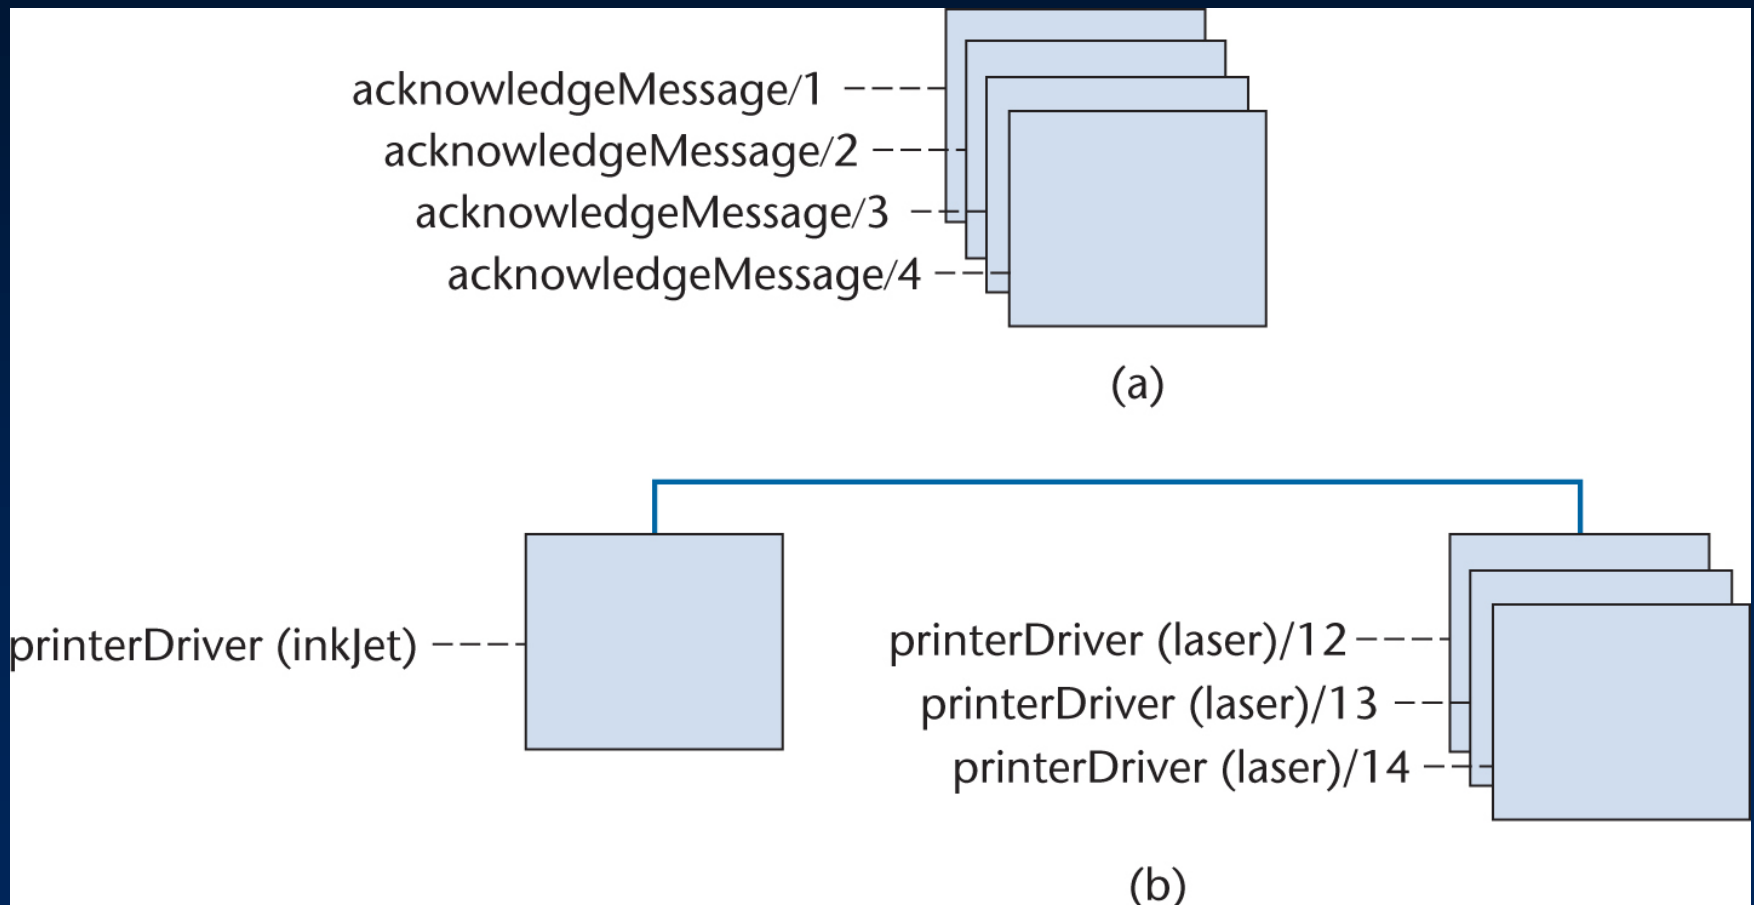 acknowledgeMessage/1
acknowledgeMessage/2
acknowledgeMessage/3
acknowledgeMessage/4
(a)
printerDriver (inkJet)
printerDriver (laser)/12
printerDriver (laser)/13
printerDriver (laser)/14
(b)